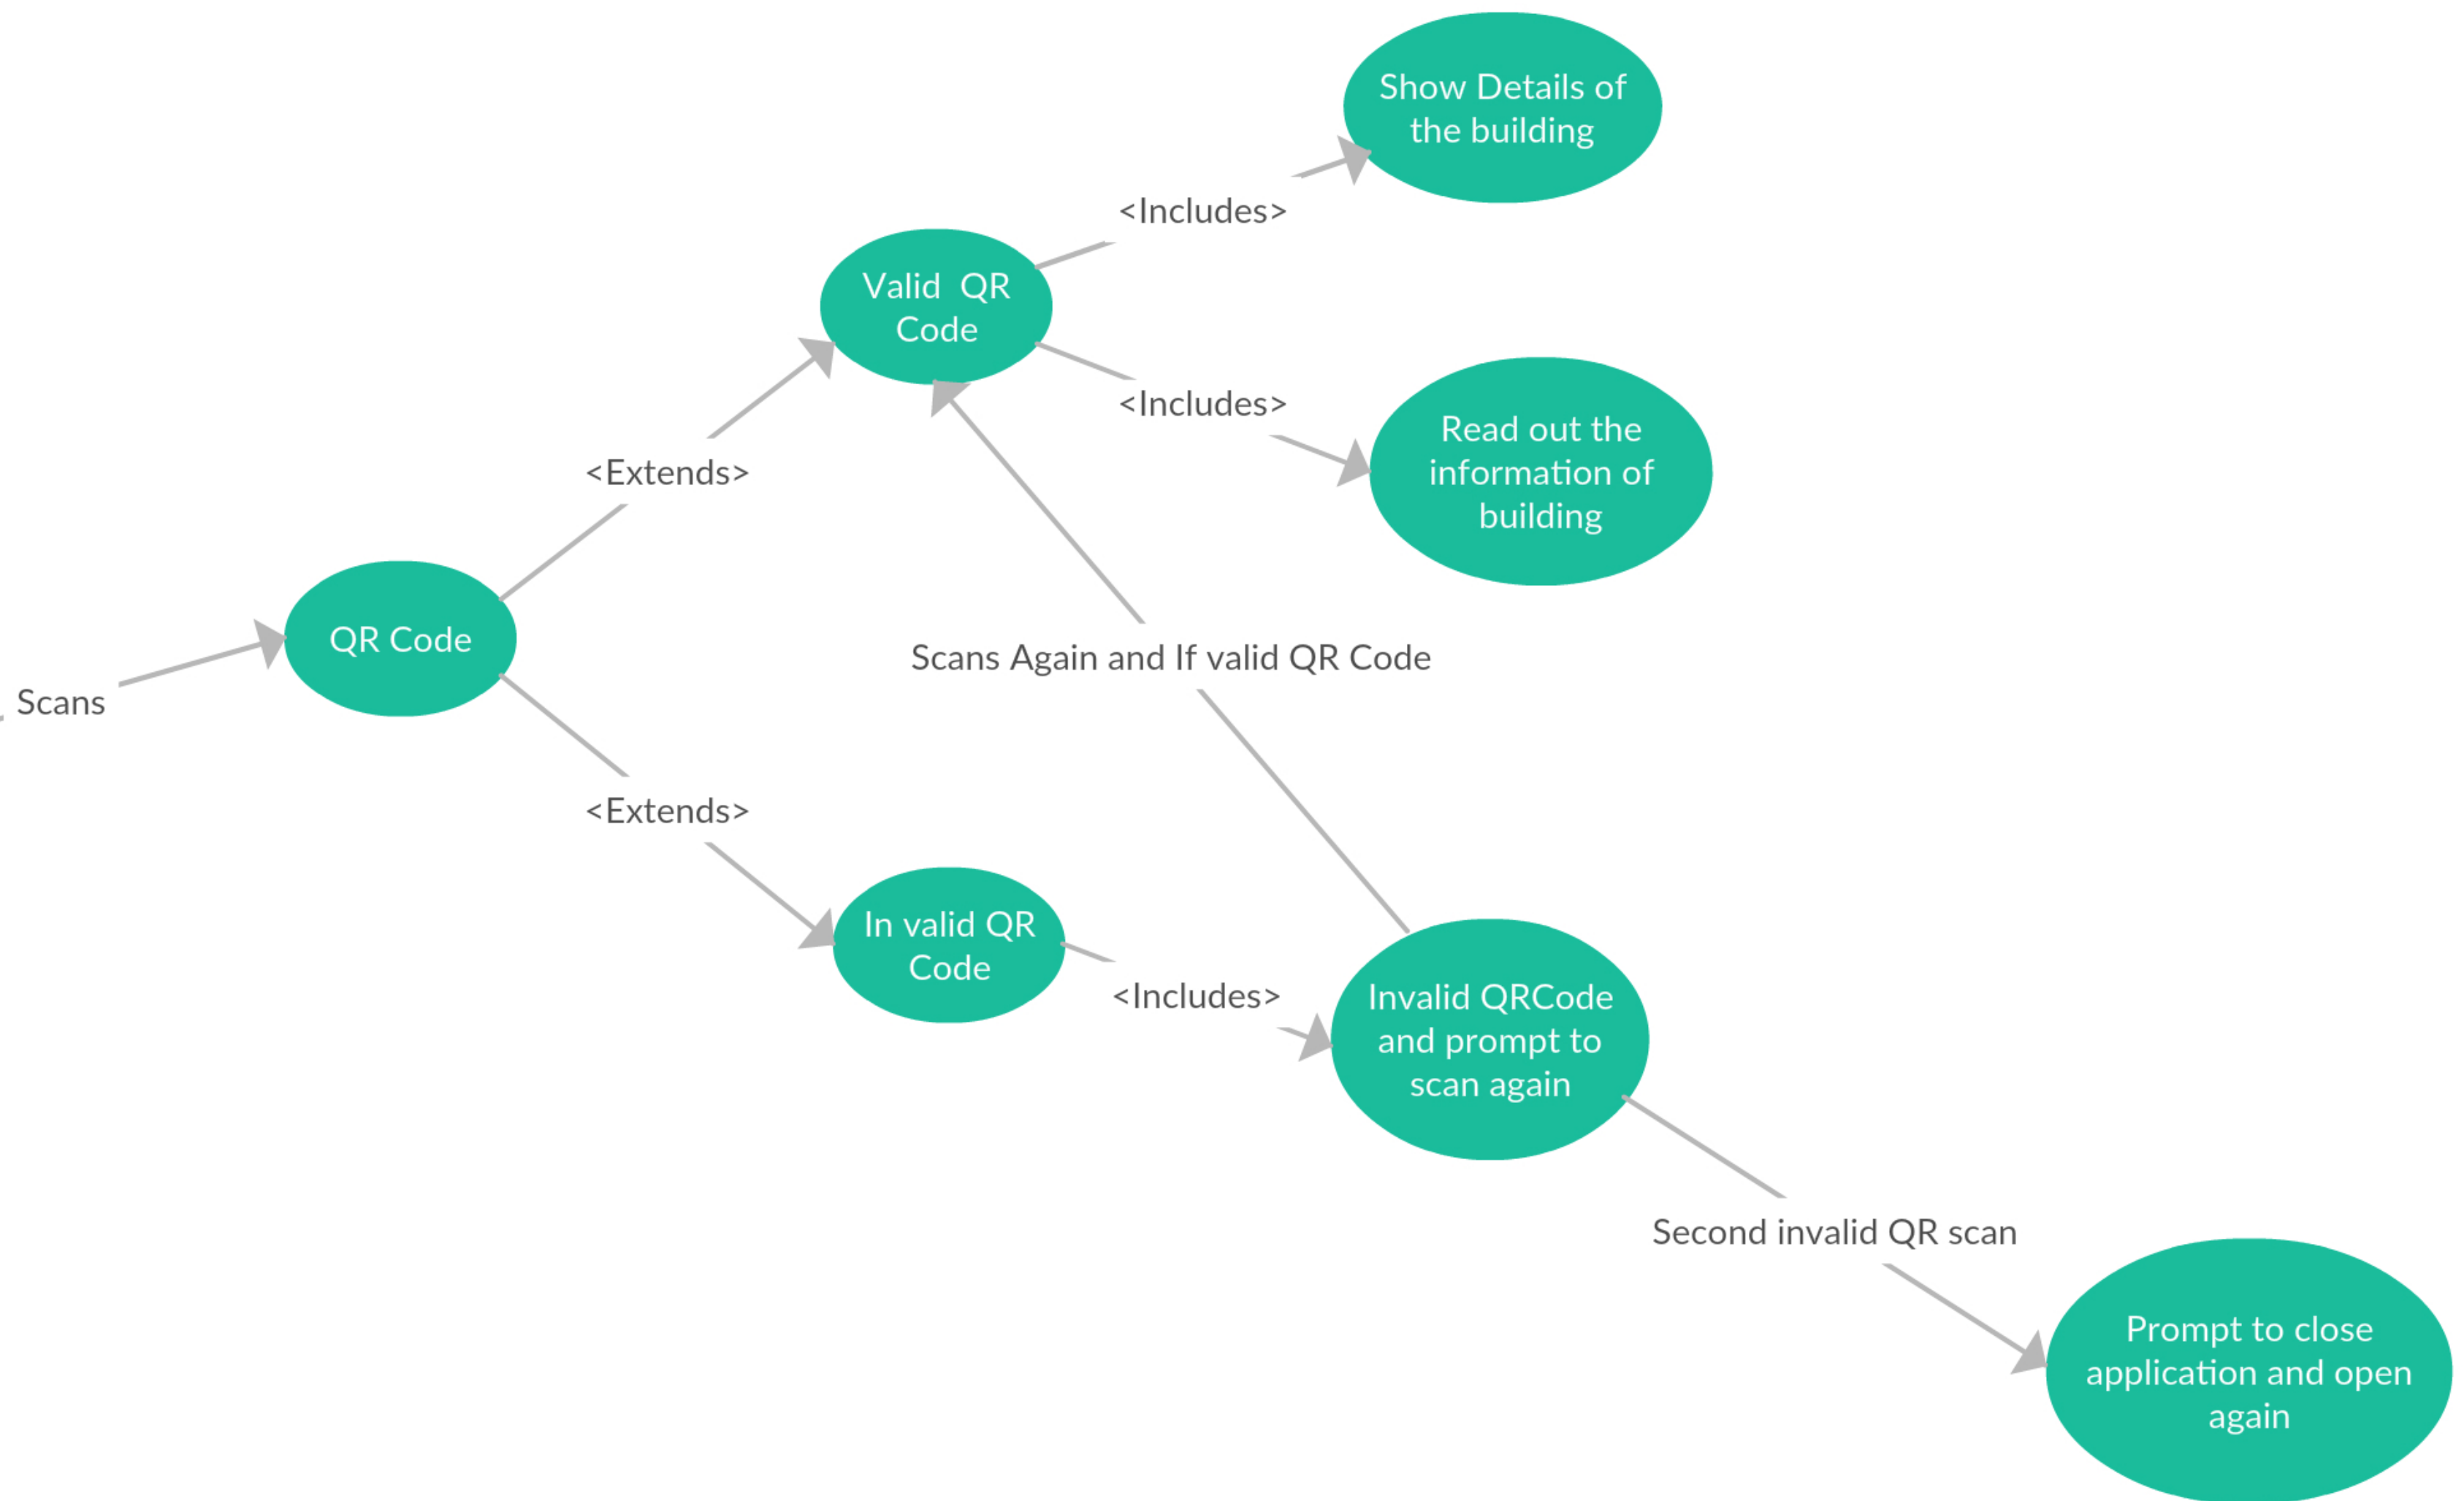 Show Details of
the building
<Includes>
Valid  QR
Code
<Includes>
Read out the
information of
building
<Extends>
QR Code
Scans Again and If valid QR Code
Scans
<Extends>
In valid QR
Code
<Includes>
Invalid QRCode
and prompt to
scan again
Second invalid QR scan
Prompt to close
application and open
again